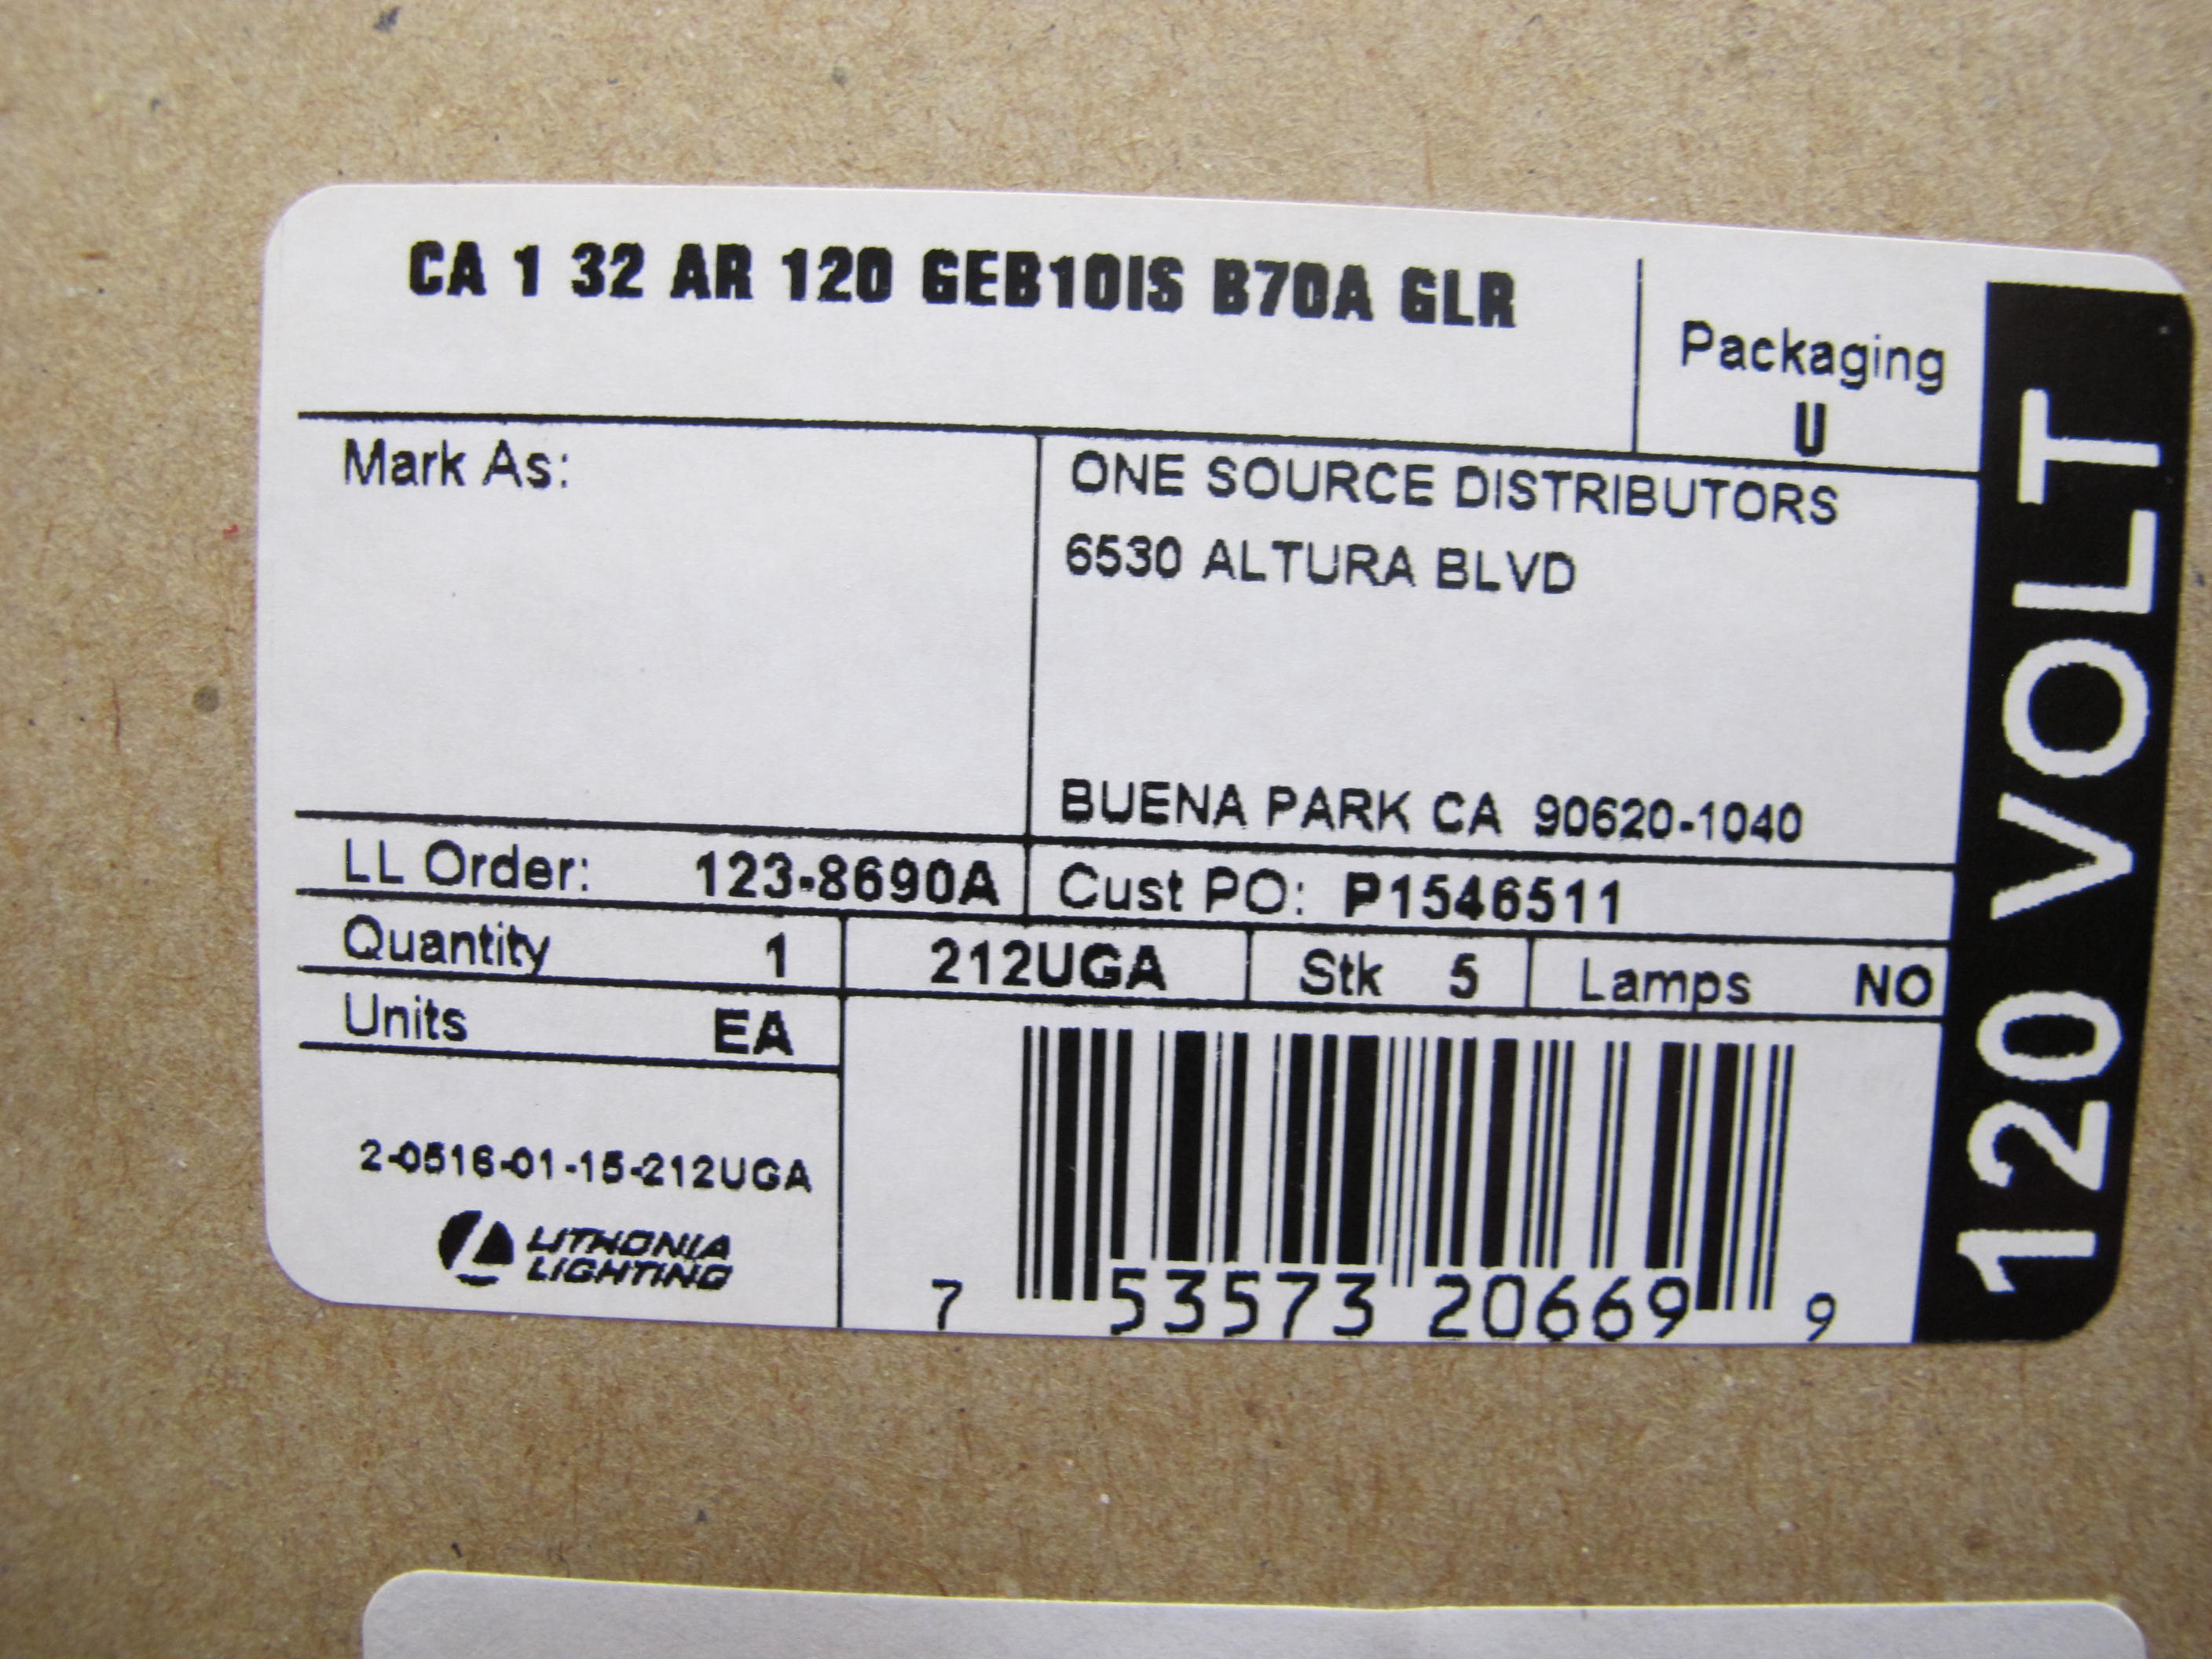 CA 1 32 AR 120 GEB10IS B70A GLR
Packaging
U
120 VOLT
Mark As:
ONE SOURCE DISTRIBUTORS
6530 ALTURA BLVD
BUENA PARK CA 90620-1040
LL Order: 123-8690A
Cust PO: P1546511
Quantity 1
212UGA
Stk 5
Lamps NO
Units EA
2-0516-01-15-212UGA
LITHONIA
LIGHTING
7 53573 20669 9